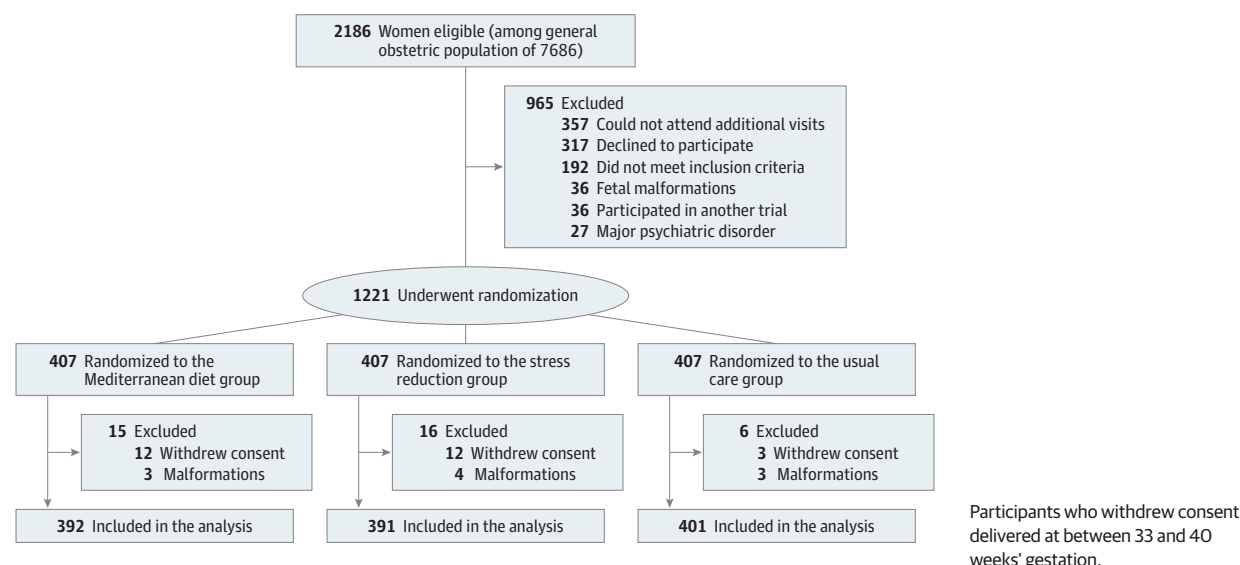 2186 Women eligible (among general
obstetric population of 7686)
965 Excluded
357 Could not attend additional visits
317 Declined to participate
192 Did not meet inclusion criteria
36 Fetal malformations
36 Participated in another trial
27 Major psychiatric disorder
1221 Underwent randomization
407 Randomized to the
Mediterranean diet group
407 Randomized to the stress
reduction group
407 Randomized to the usual
care group
15 Excluded
12 Withdrew consent
3 Malformations
16 Excluded
12 Withdrew consent
4 Malformations
6 Excluded
3 Withdrew consent
3 Malformations
392 Included in the analysis
391 Included in the analysis
401 Included in the analysis
Participants who withdrew consent
delivered at between 33 and 40
weeks' gestation.